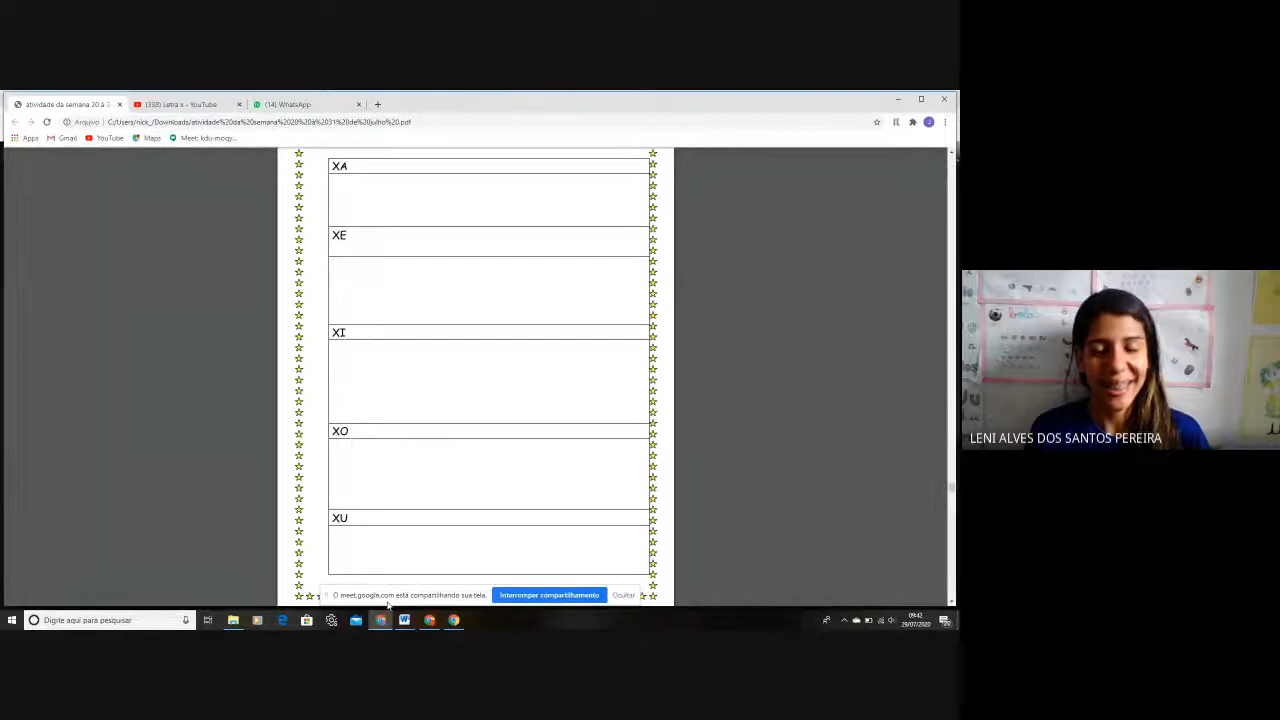 atividade da semana 20 à 3
(338) Letra x - YouTube
(14) WhatsApp
Arquivo | C:/Users/nick_/Downloads/atividade%20da%20semana%2020%20à%2031%20de%20julho%20.pdf
Apps
Gmail
YouTube
Maps
Meet: kdu-moqy...
XA
XE
XI
XO
XU
O meet.google.com está compartilhando sua tela.
Interromper compartilhamento
Ocultar
LENI ALVES DOS SANTOS PEREIRA
Digite aqui para pesquisar
09:42
29/07/2020